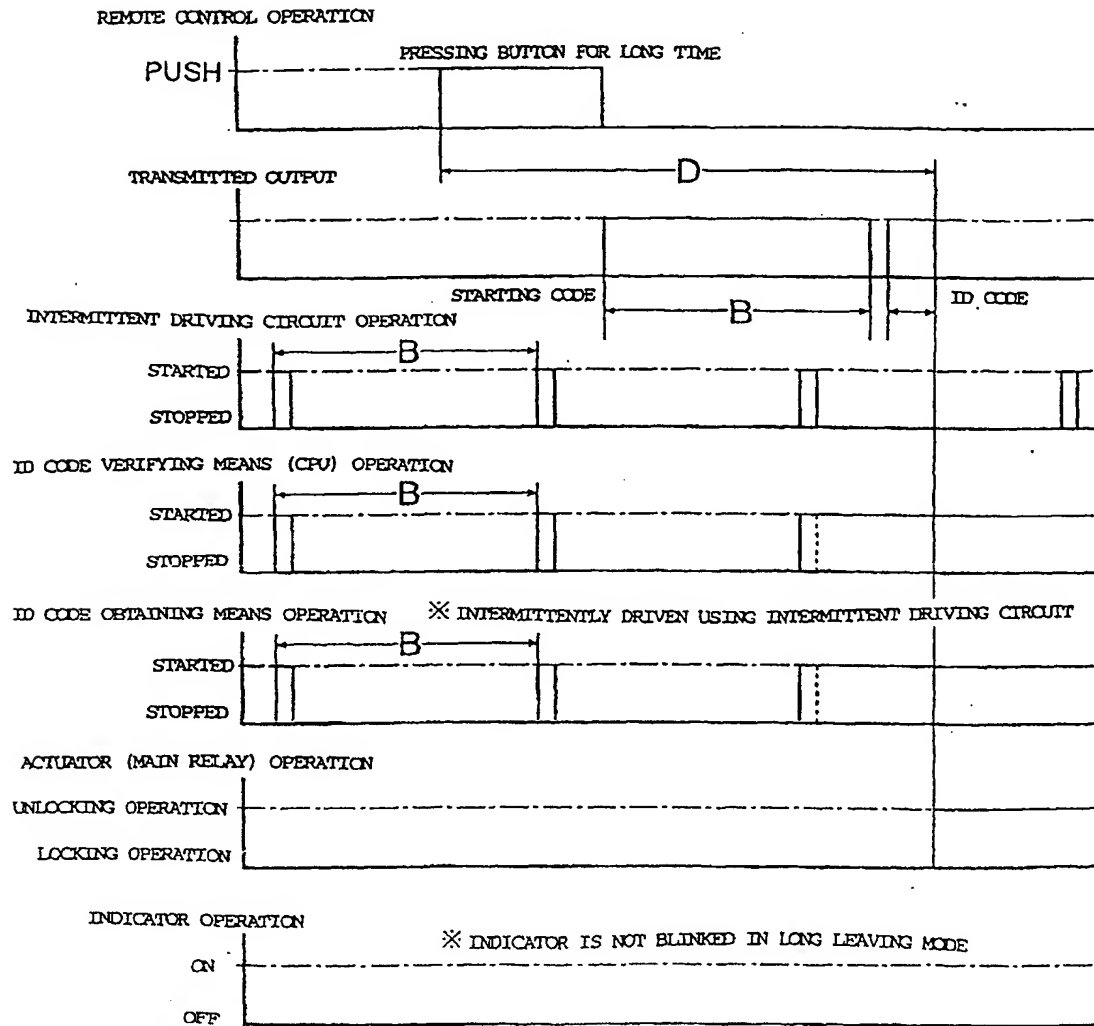 REMOTE CONTROL OPERATION
PRESSING BUTTON FOR LONG TIME
PUSH
D
TRANSMITTED OUTPUT
STARTING CODE
B
ID CODE
INTERMITTENT DRIVING CIRCUIT OPERATION
B
STARTED
STOPPED
ID CODE VERIFYING MEANS (CPU) OPERATION
B
STARTED
STOPPED
ID CODE OBTAINING MEANS OPERATION ※ INTERMITTENTLY DRIVEN USING INTERMITTENT DRIVING CIRCUIT
B
STARTED
STOPPED
ACTUATOR (MAIN RELAY) OPERATION
UNLOCKING OPERATION
LOCKING OPERATION
INDICATOR OPERATION
※ INDICATOR IS NOT BLINKED IN LONG LEAVING MODE
ON
OFF